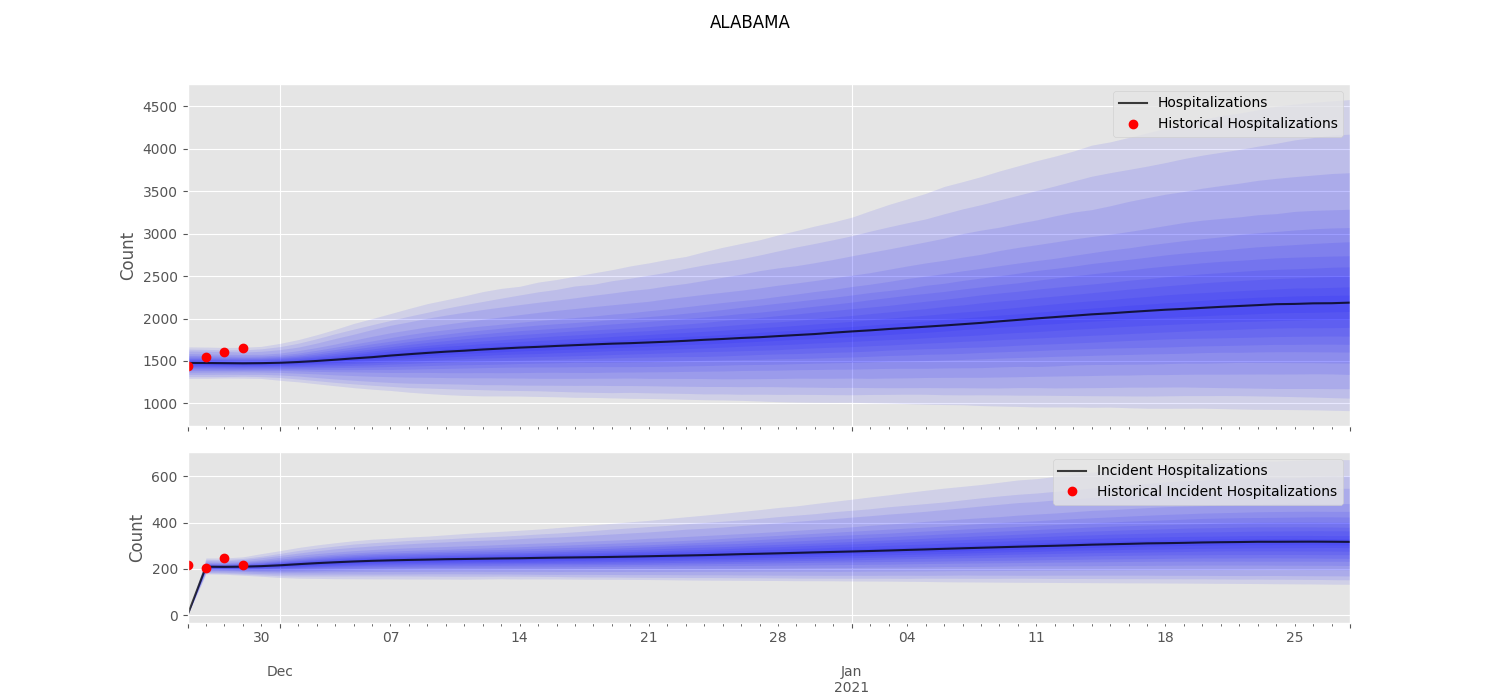 ALABAMA
Count
4500
4000
3500
3000
2500
2000
1500
1000
Hospitalizations
Historical Hospitalizations
Count
600
400
200
0
Incident Hospitalizations
Historical Incident Hospitalizations
30 07 14 21 28 04 11 18 25
Dec Jan
2021